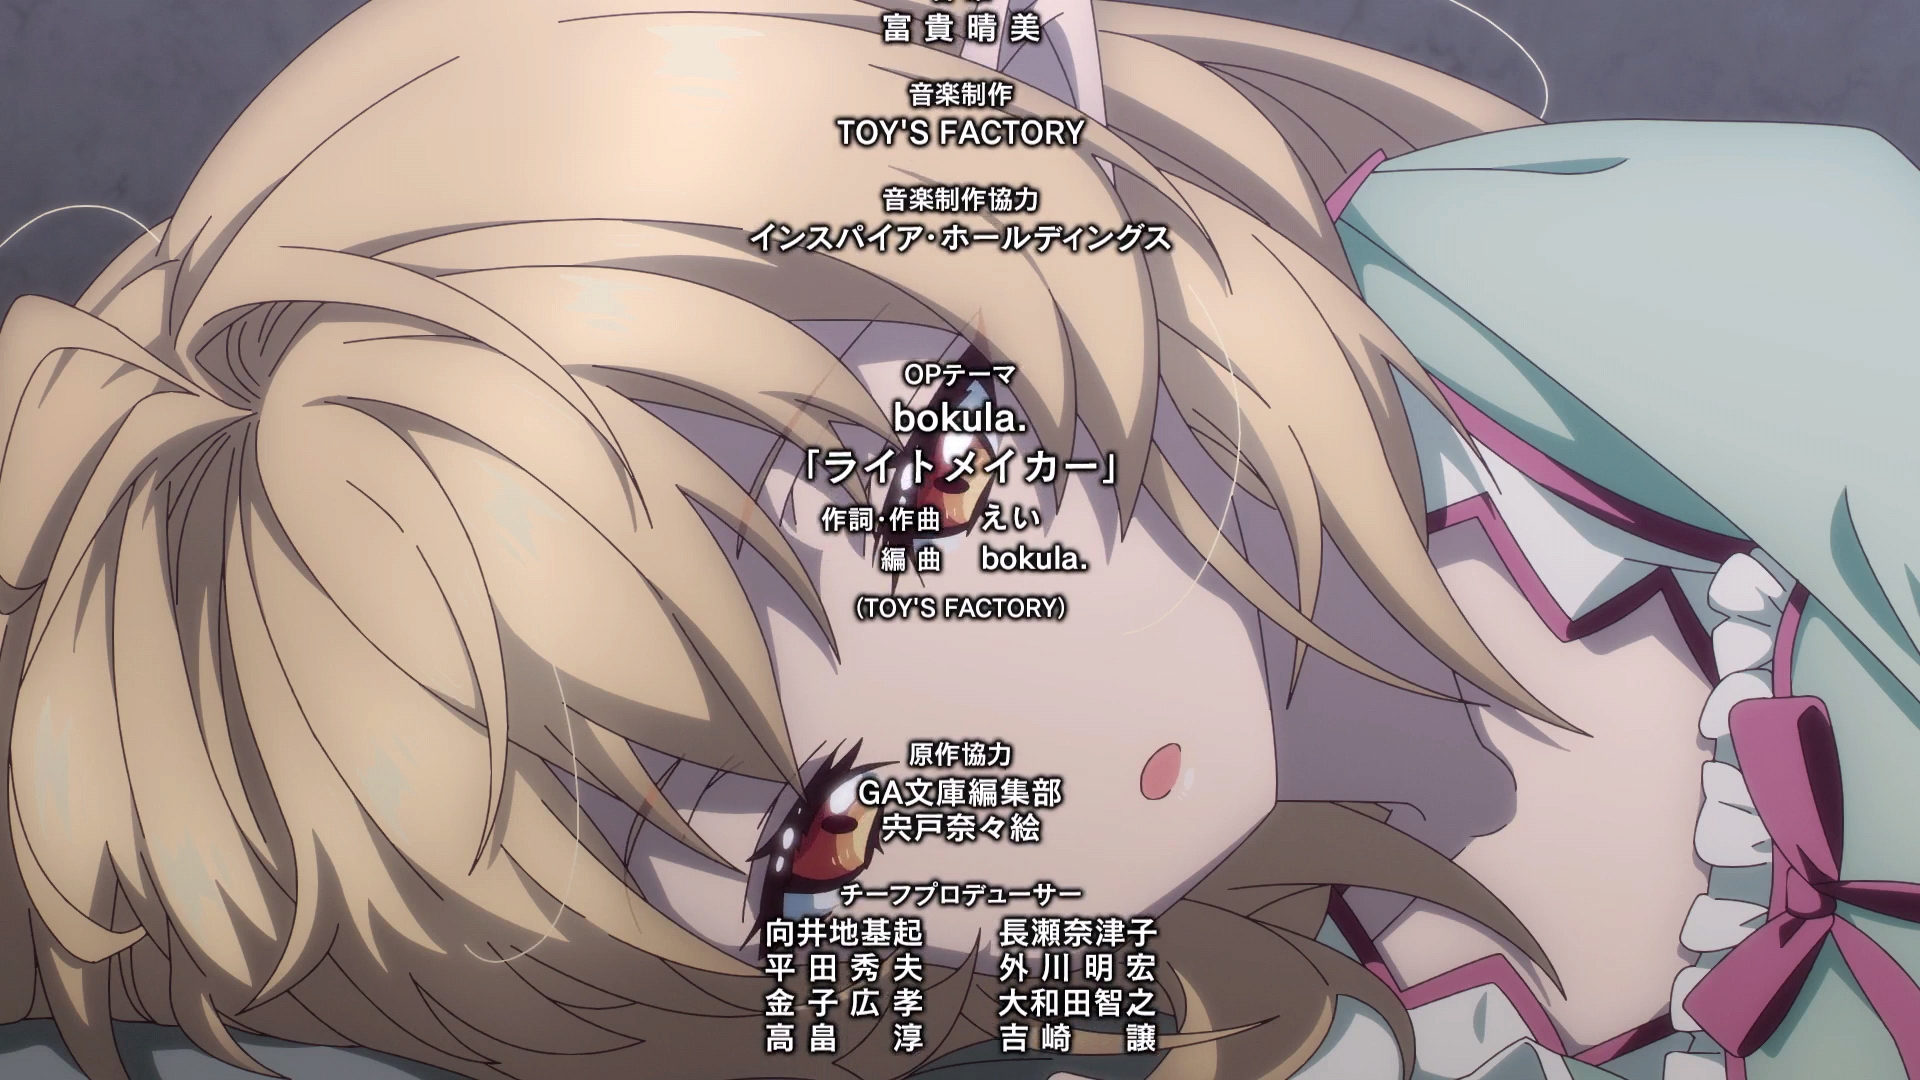 富貴晴美
音楽制作
TOY'S FACTORY
音楽制作協力
インスパイア・ホールディングス
OPテーマ
bokula.
「ライトメイカー」
作詞・作曲 えい
編曲 bokula.
(TOY'S FACTORY)
原作協力
GA文庫編集部
宍戸奈々絵
チーフプロデューサー
向井地基起 長瀬奈津子
平田秀夫 外川明宏
金子広孝 大和田智之
高畠淳 吉崎譲